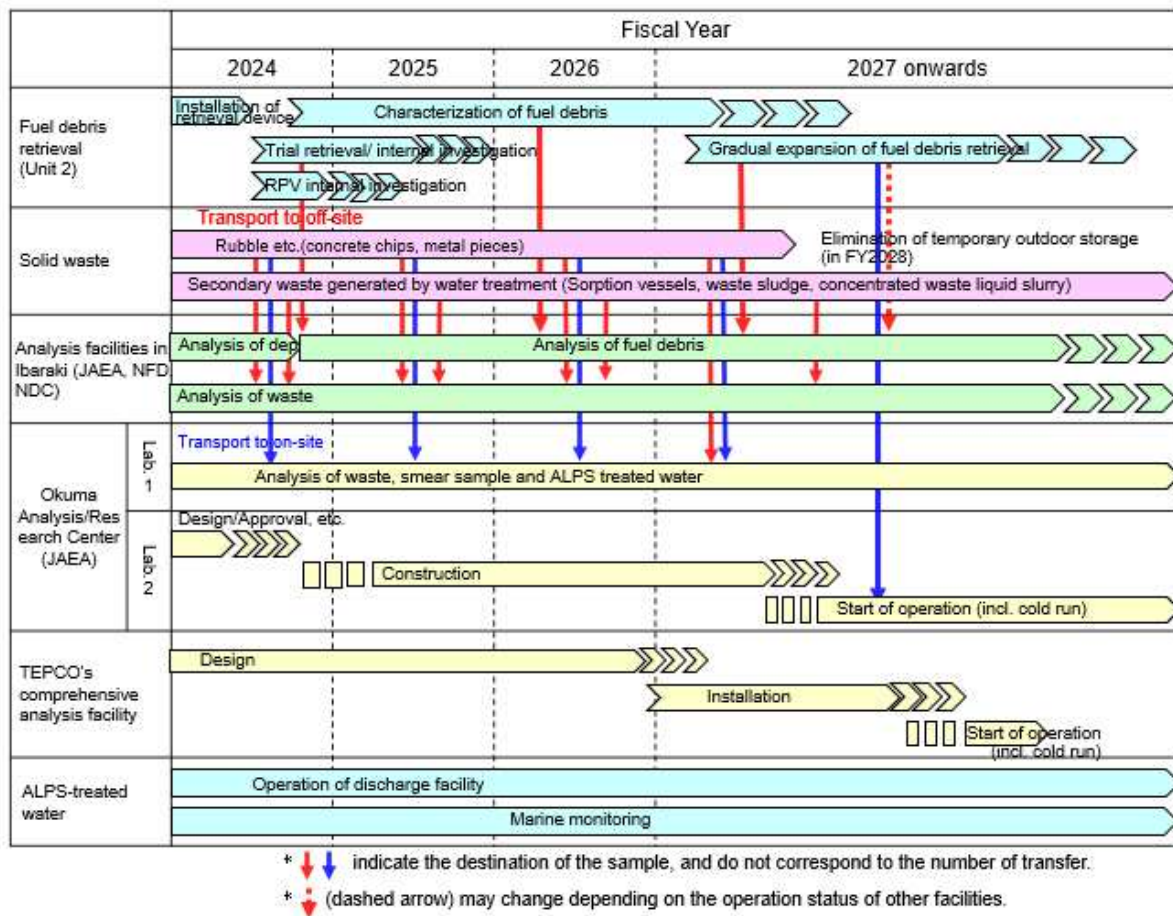 Fiscal Year
2024
2025
2026
2027 onwards
Fuel debris
retrieval
(Unit 2)
Installation of
retrieval device
Characterization of fuel debris
Trial retrieval/ internal investigation
Gradual expansion of fuel debris retrieval
RPV internal investigation
Solid waste
Transport to off-site
Rubble etc.(concrete chips, metal pieces)
Elimination of temporary outdoor storage
(in FY2028)
Secondary waste generated by water treatment (Sorption vessels, waste sludge, concentrated waste liquid slurry)
Analysis facilities in
Ibaraki (JAEA, NFD
NDC)
Analysis of dep
Analysis of fuel debris
Analysis of waste
Okuma
Analysis/Res
earch Center
(JAEA)
Lab. 1
Transport to on-site
Analysis of waste, smear sample and ALPS treated water
Lab.2
Design/Approval, etc.
Construction
Start of operation (incl. cold run)
TEPCO's
comprehensive
analysis facility
Design
Installation
Start of operation
(incl. cold run)
ALPS-treated
water
Operation of discharge facility
Marine monitoring
* indicate the destination of the sample, and do not correspond to the number of transfer.
* (dashed arrow) may change depending on the operation status of other facilities.